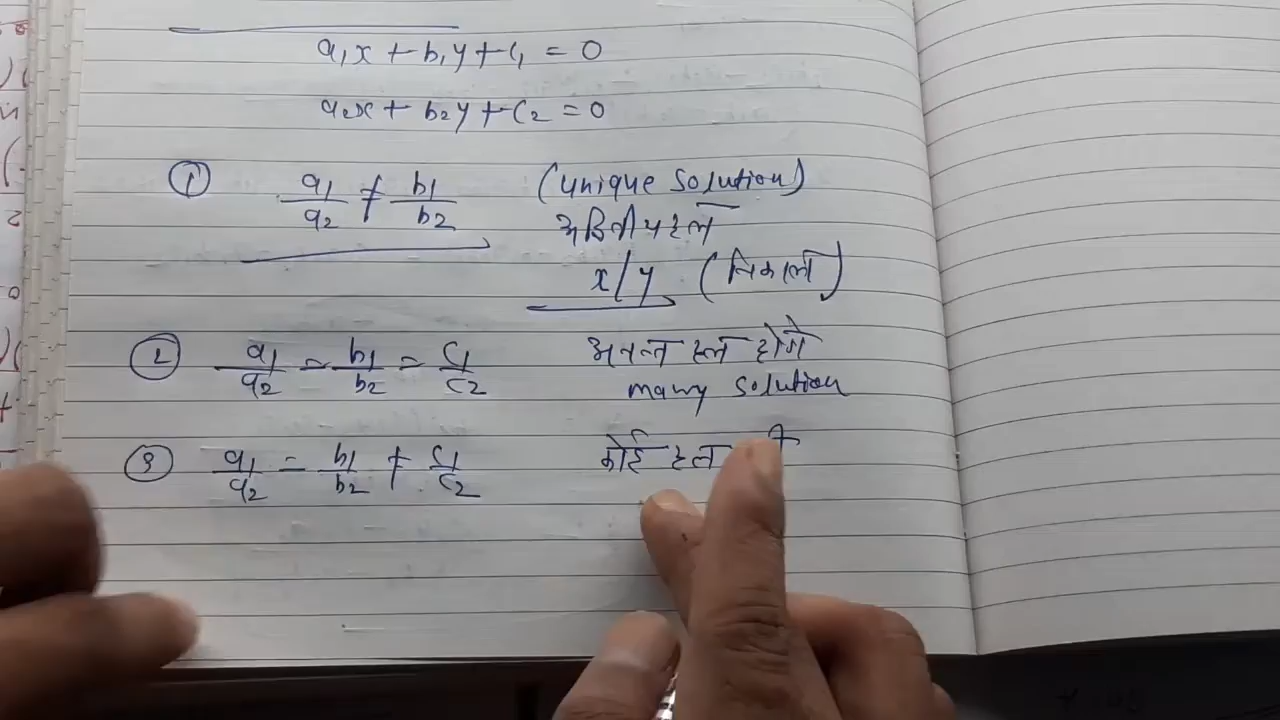 a₁x + b₁y + c₁ = 0
a₂x + b₂y + c₂ = 0
① a₁/a₂ ≠ b₁/b₂ (unique solution)
अद्वितीय हल
x/y (निकालो)
② a₁/a₂ = b₁/b₂ = c₁/c₂ अनन्त हल होगे
many solution
③ a₁/a₂ = b₁/b₂ ≠ c₁/c₂ कोई हल